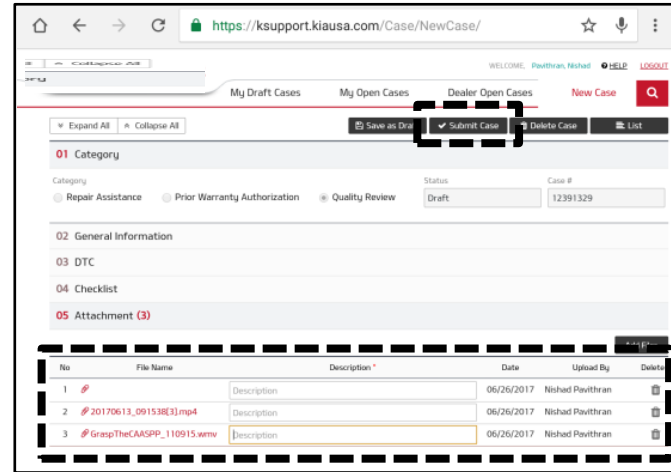 https://ksupport.kiausa.com/Case/NewCase/
Collapse All
WELCOME, Pavithran, Nishad HELP LOGOUT
My Draft Cases My Open Cases Dealer Open Cases New Case
Expand All Collapse All Save as Draft Submit Case Delete Case List
01 Category
Category Status Case #
Repair Assistance Prior Warranty Authorization Quality Review Draft 12391329
02 General Information
03 DTC
04 Checklist
05 Attachment (3)
No File Name Description * Date Upload By Delete
1 Description 06/26/2017 Nishad Pavithran
2 20170613_091538[3].mp4 Description 06/26/2017 Nishad Pavithran
3 GraspTheCAASPP_110915.wmv Description 06/26/2017 Nishad Pavithran